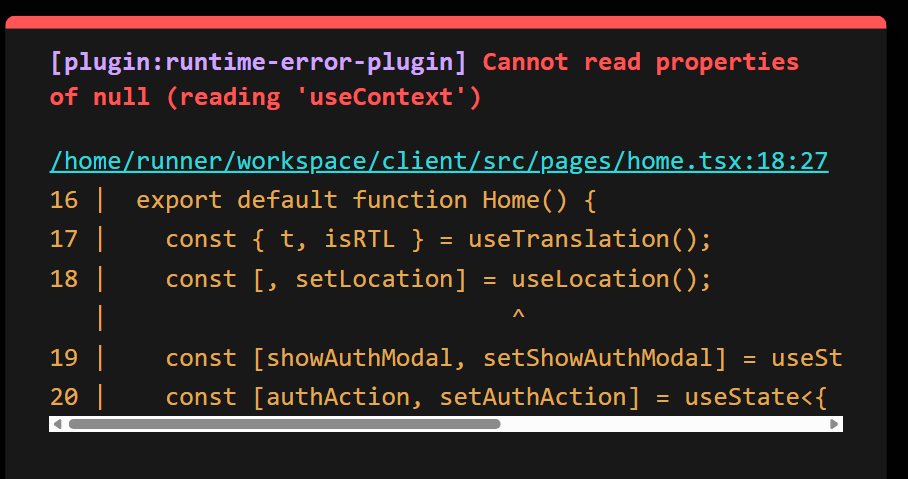 [plugin:runtime-error-plugin] Cannot read properties
of null (reading 'useContext')
/home/runner/workspace/client/src/pages/home.tsx:18:27
16 |  export default function Home() {
17 |    const { t, isRTL } = useTranslation();
18 |    const [, setLocation] = useLocation();
   |                            ^
19 |    const [showAuthModal, setShowAuthModal] = useSt
20 |    const [authAction, setAuthAction] = useState<{